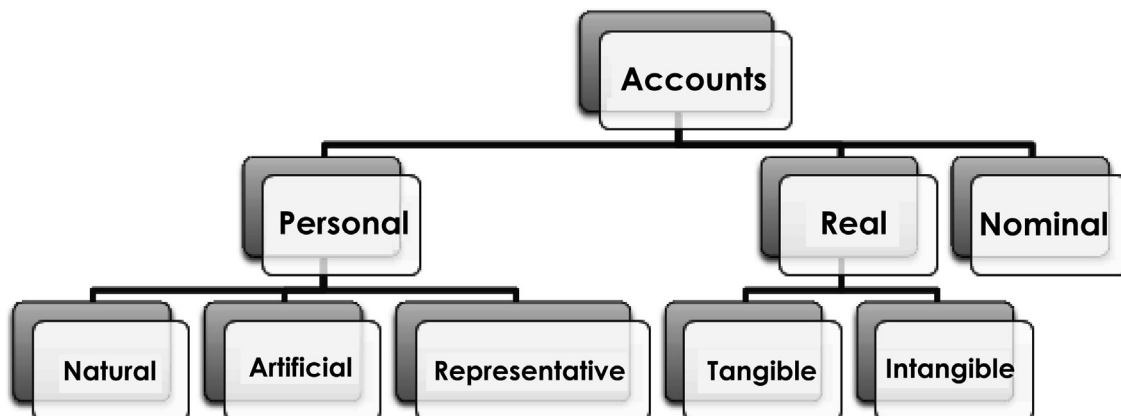 Accounts
Personal
Real
Nominal
Natural
Artificial
Representative
Tangible
Intangible